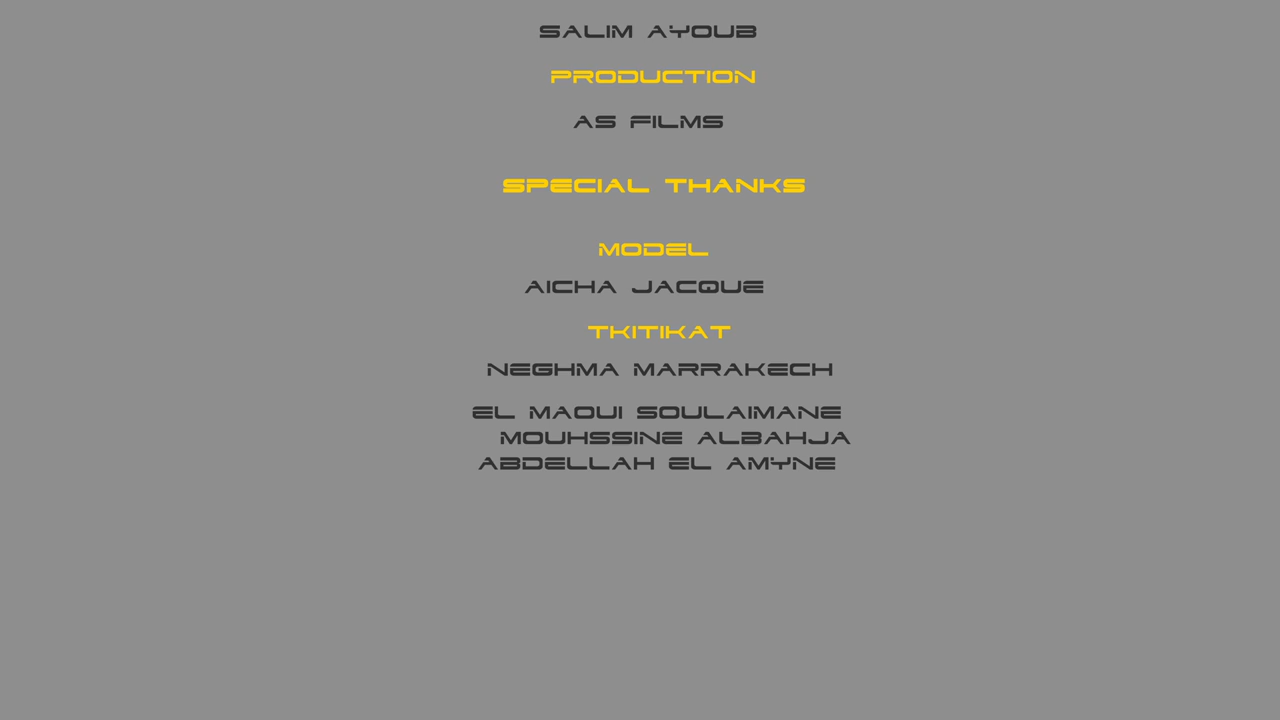 SALIM AYOUB
PRODUCTION
AS FILMS
SPECIAL THANKS
MODEL
AICHA JACQUE
TKITIKAT
NEGHMA MARRAKECH
EL MAOUI SOULAIMANE
MOUHSSINE ALBAHJA
ABDELLAH EL AMYNE